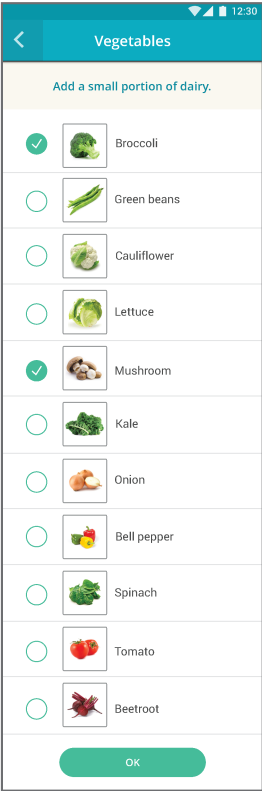 12:30
Vegetables
Add a small portion of dairy.
Broccoli
Green beans
Cauliflower
Lettuce
Mushroom
Kale
Onion
Bell pepper
Spinach
Tomato
Beetroot
OK